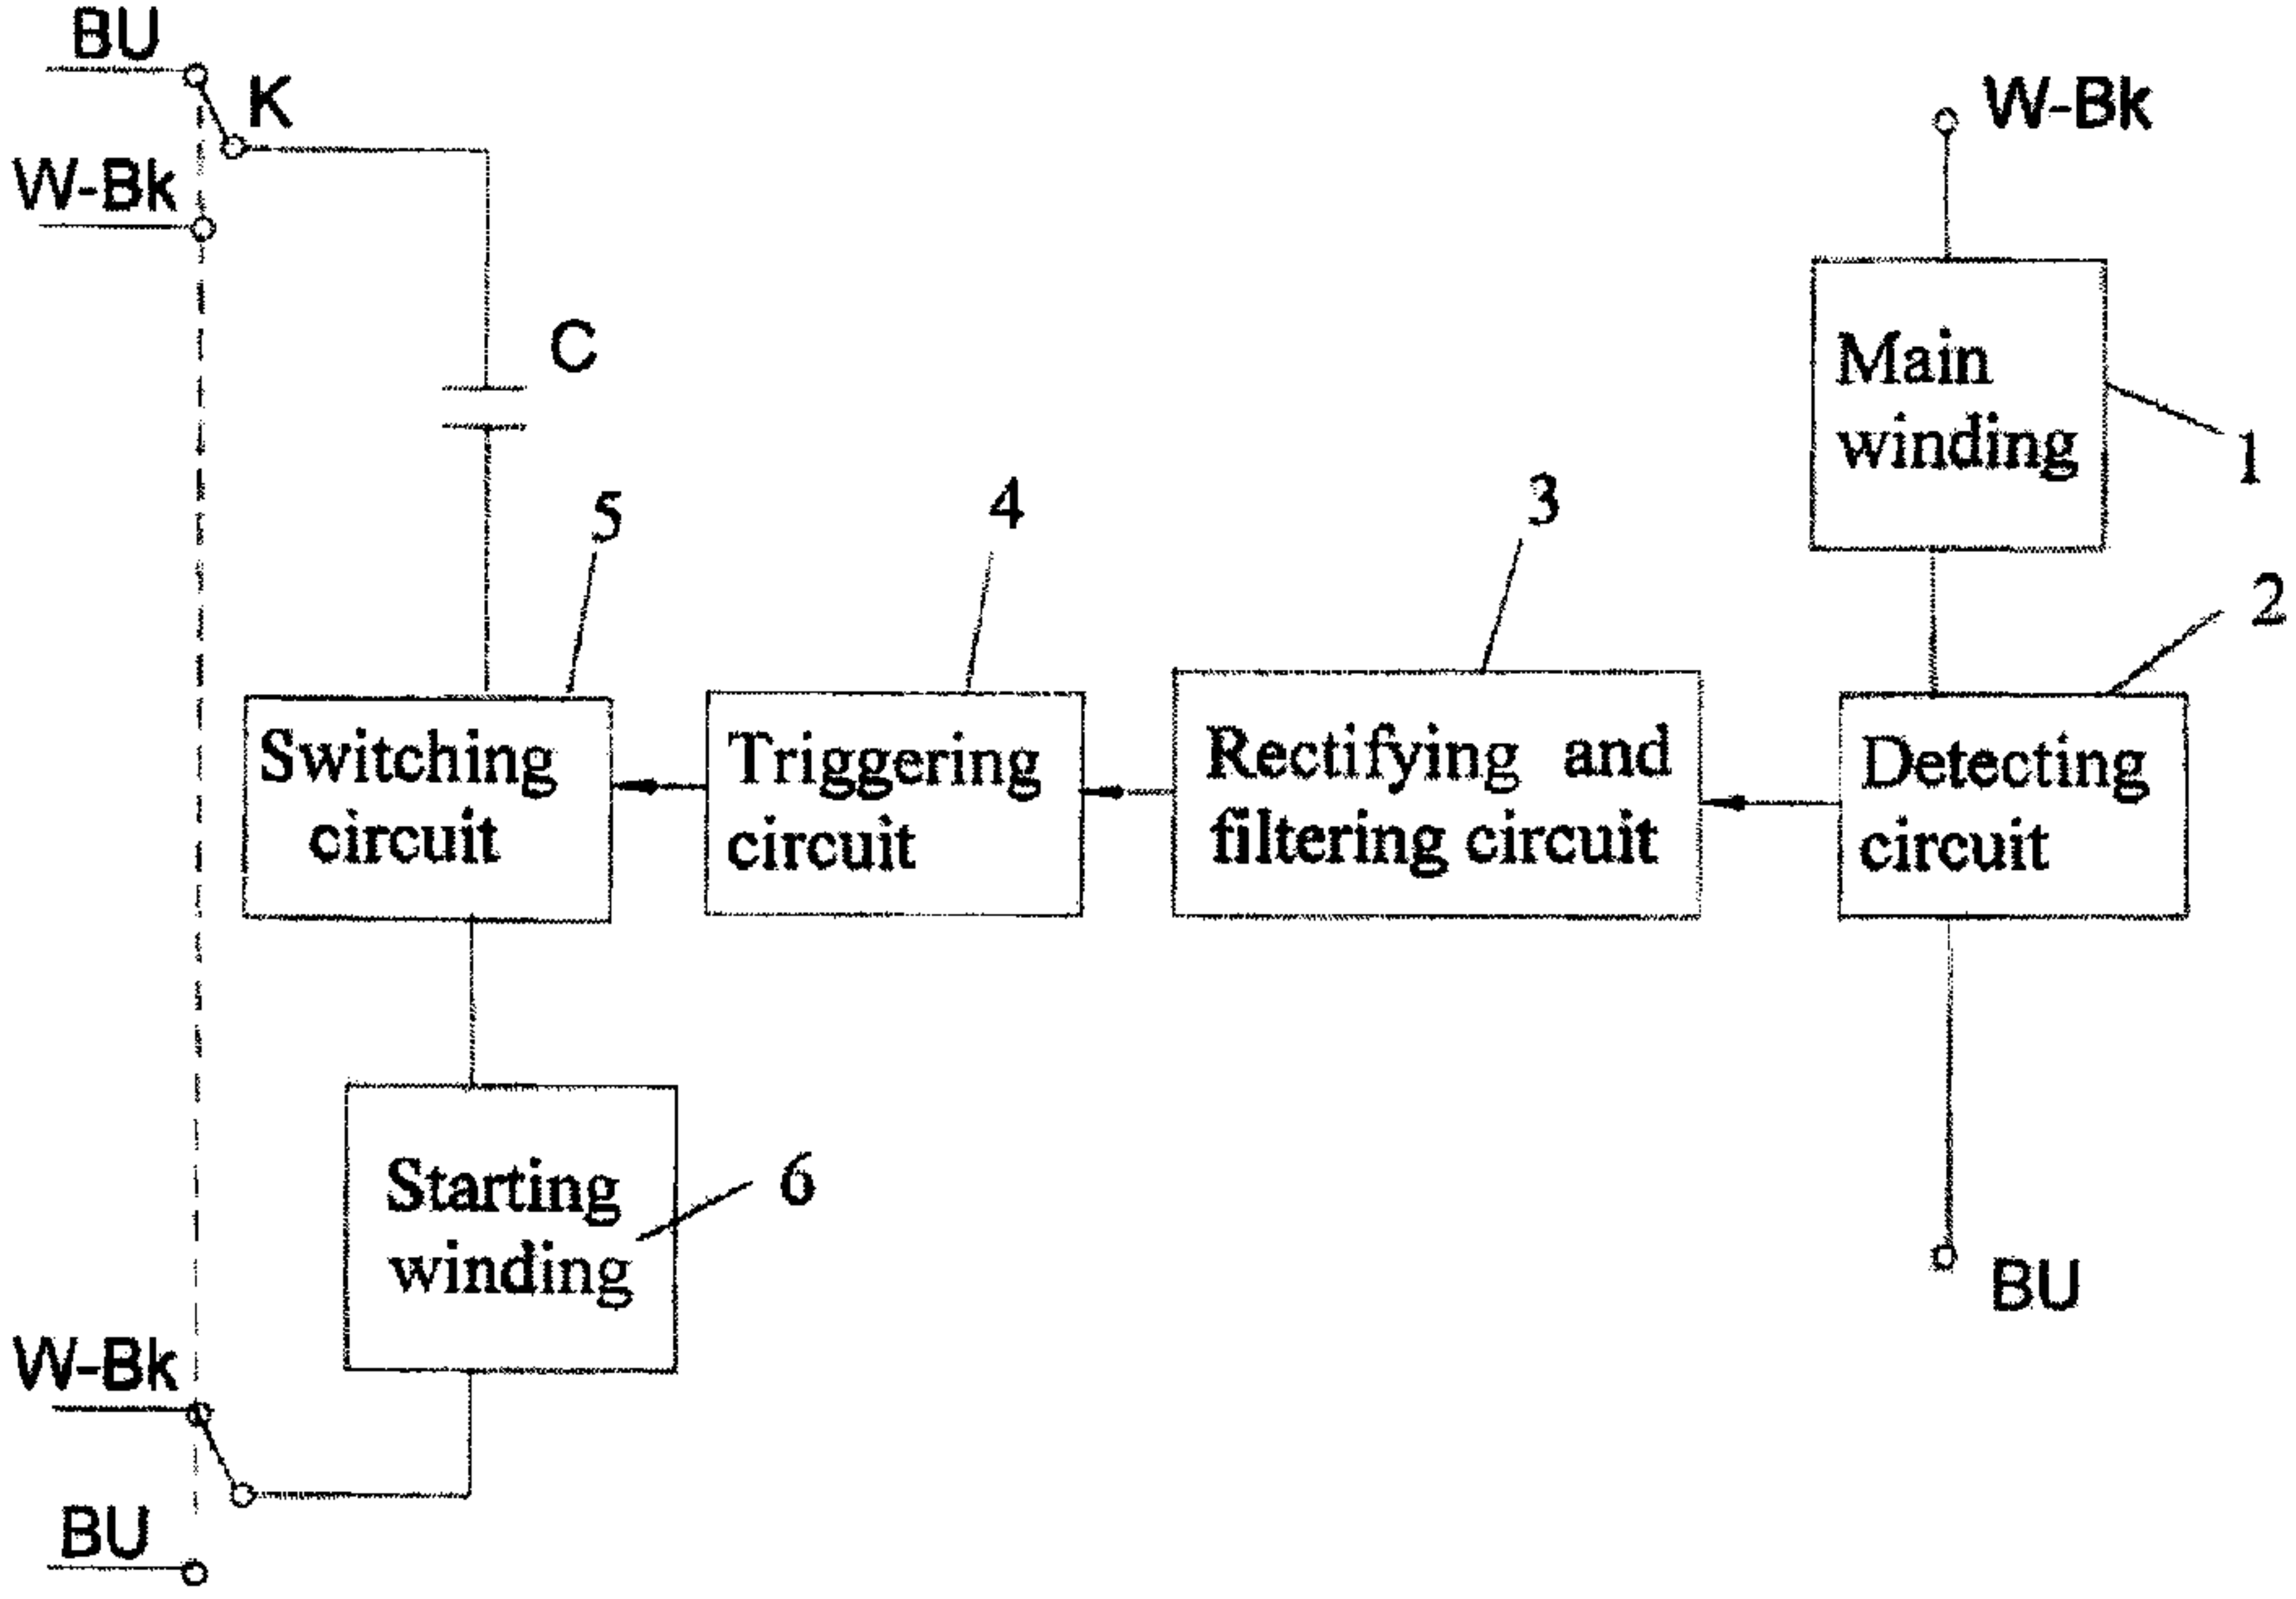 BU
K
W-Bk
W-Bk
C
Main
winding
1
5
4
3
2
Switching
circuit
Triggering
circuit
Rectifying and
filtering circuit
Detecting
circuit
Starting
winding
6
W-Bk
BU
BU